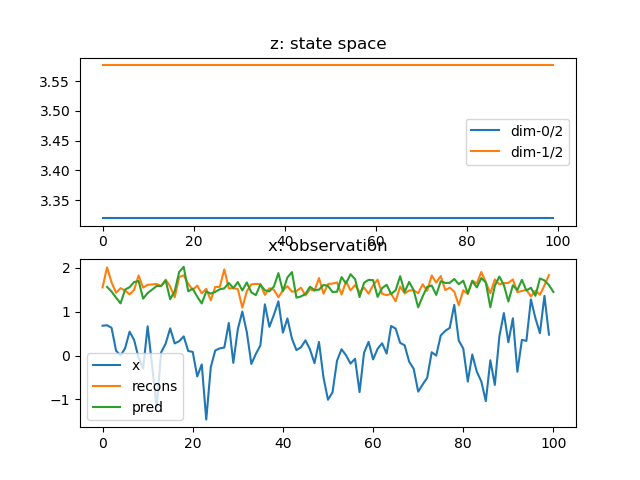 z: state space
3.55
3.50
3.45
3.40
3.35
dim-0/2
dim-1/2
0 20 40 60 80 100
x: observation
2
1
0
−1
x
recons
pred
0 20 40 60 80 100